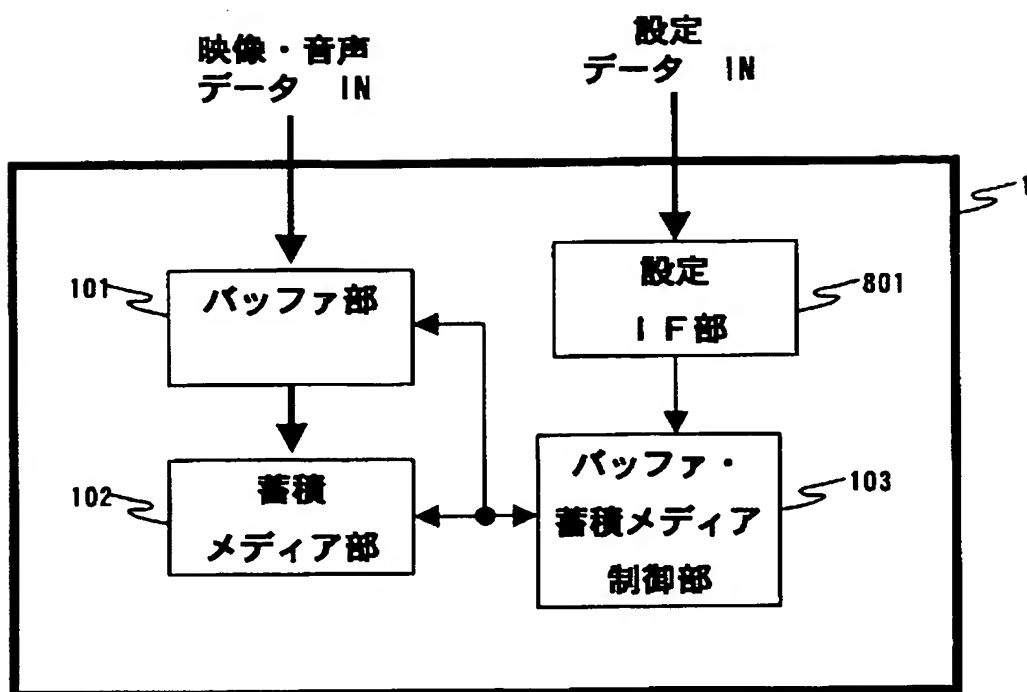 映像・音声
データ IN
設定
データ IN
1
101
バッファ部
設定
IF部
801
102
蓄積
メディア部
バッファ・
蓄積メディア
制御部
103